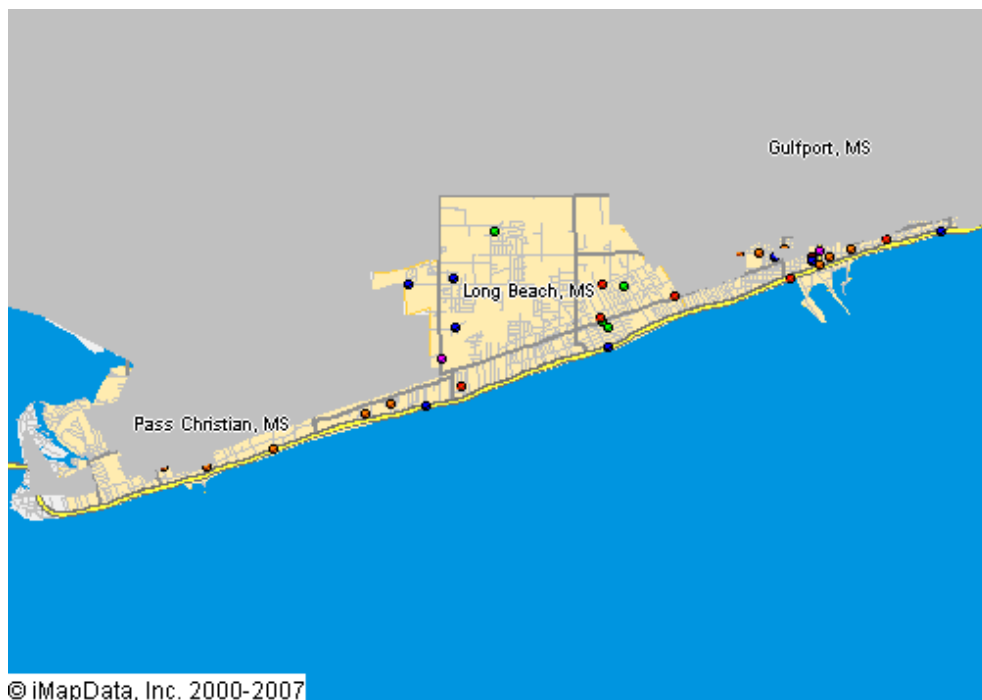 Gulfport, MS
Long Beach, MS
Pass Christian, MS
© iMapData, Inc. 2000-2007